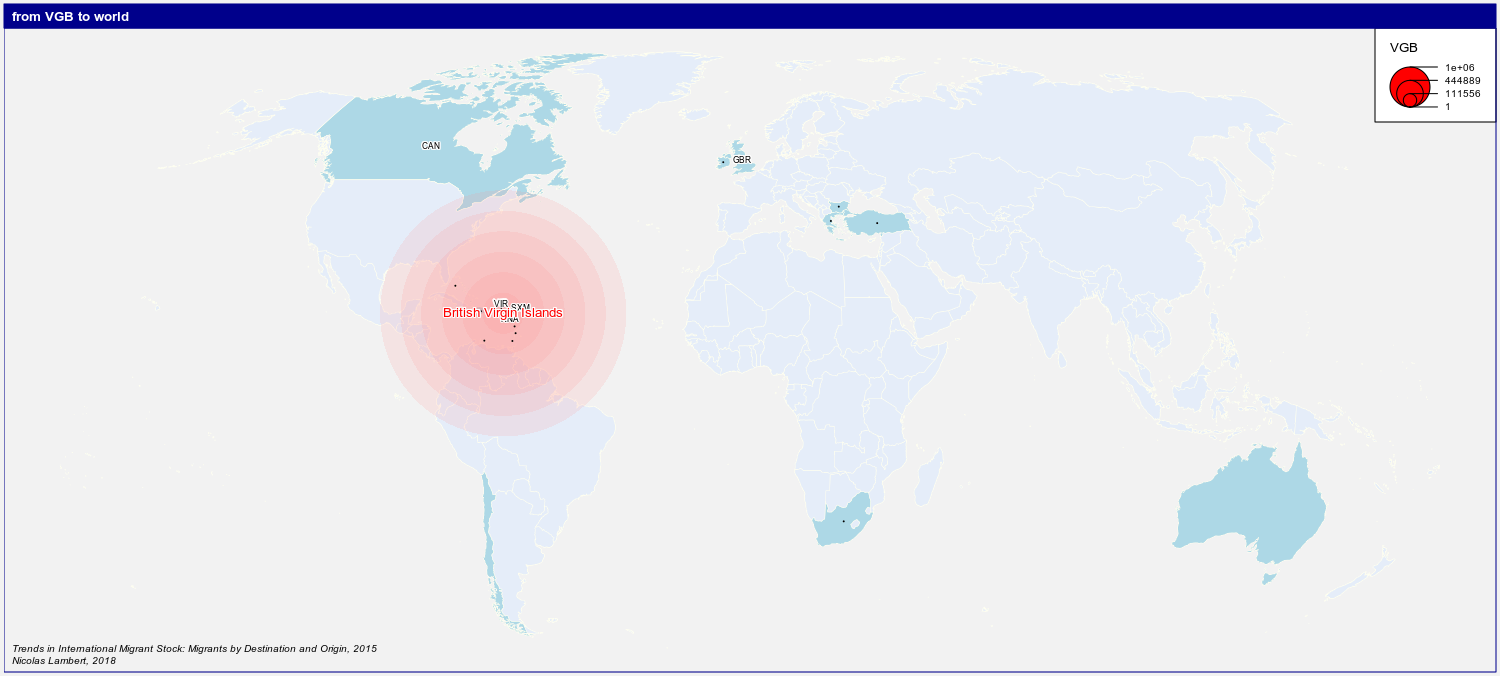 from VGB to world
VGB
1e+06
444889
111556
1
CAN
GBR
VIR
SXM
British Virgin Islands
Trends in International Migrant Stock: Migrants by Destination and Origin, 2015
Nicolas Lambert, 2018